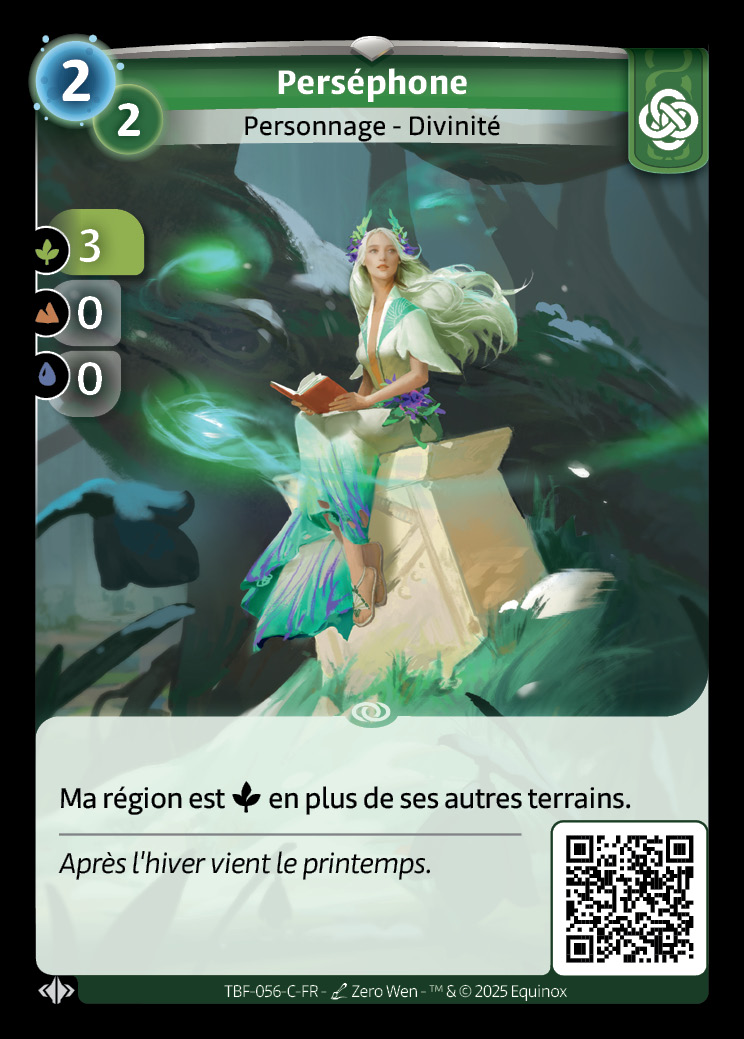 2
Perséphone
2
Personnage - Divinité
3
0
0
Ma région est en plus de ses autres terrains.
Après l'hiver vient le printemps.
TBF-056-C-FR - Zero Wen - ™ & © 2025 Equinox